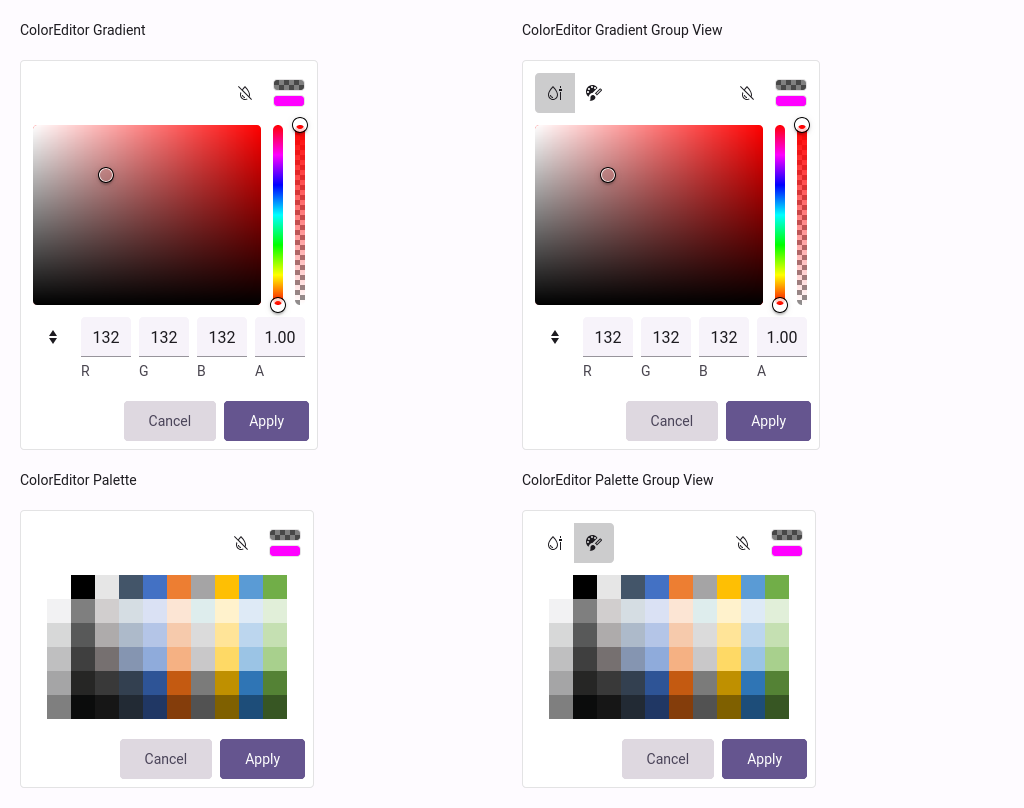 ColorEditor Gradient
132 132 132 1.00
R G B A
Cancel Apply
ColorEditor Gradient Group View
132 132 132 1.00
R G B A
Cancel Apply
ColorEditor Palette
Cancel Apply
ColorEditor Palette Group View
Cancel Apply